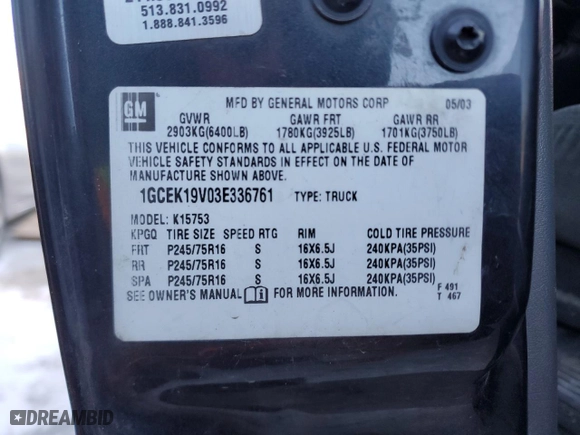 513.831.0992
1.888.841.3596
GM
MFD BY GENERAL MOTORS CORP 05/03
GVWR GAWR FRT GAWR RR
2903KG(6400LB) 1780KG(3925LB) 1701KG(3750LB)
THIS VEHICLE CONFORMS TO ALL APPLICABLE U.S. FEDERAL MOTOR
VEHICLE SAFETY STANDARDS IN EFFECT ON THE DATE OF
MANUFACTURE SHOWN ABOVE.
1GCEK19V03E336761 TYPE: TRUCK
MODEL: K15753
KPGQ TIRE SIZE SPEED RTG RIM COLD TIRE PRESSURE
FRT P245/75R16 S 16X6.5J 240KPA(35PSI)
RR P245/75R16 S 16X6.5J 240KPA(35PSI)
SPA P245/75R16 S 16X6.5J 240KPA(35PSI)
SEE OWNER'S MANUAL FOR MORE INFORMATION.
F 491
T 467
DREAMBID